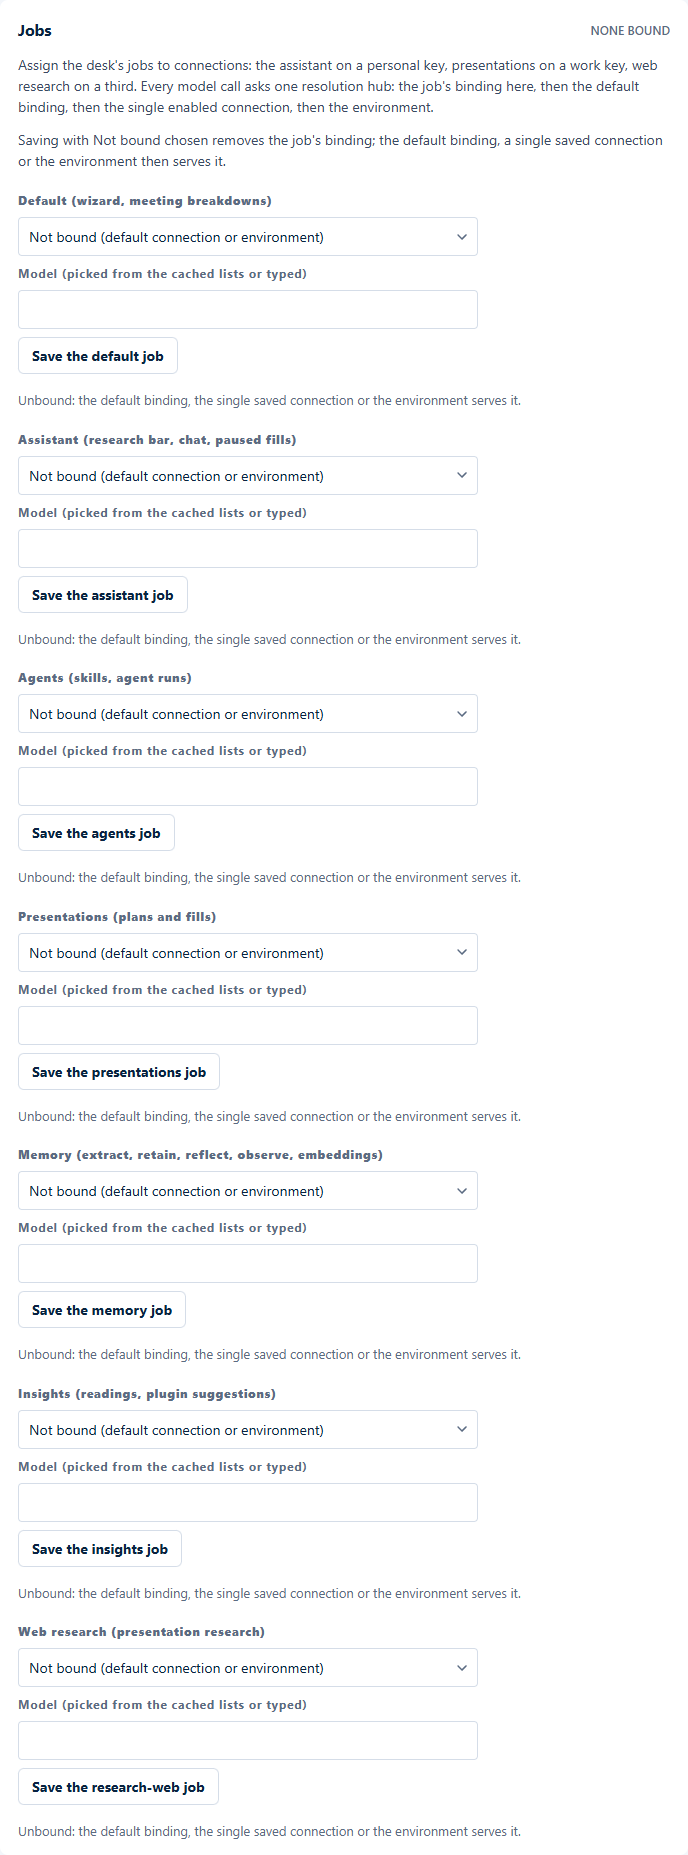 Jobs
NONE BOUND
Assign the desk's jobs to connections: the assistant on a personal key, presentations on a work key, web
research on a third. Every model call asks one resolution hub: the job's binding here, then the default
binding, then the single enabled connection, then the environment.
Saving with Not bound chosen removes the job's binding; the default binding, a single saved connection
or the environment then serves it.
Default (wizard, meeting breakdowns)
Not bound (default connection or environment)
Model (picked from the cached lists or typed)
Save the default job
Unbound: the default binding, the single saved connection or the environment serves it.
Assistant (research bar, chat, paused fills)
Not bound (default connection or environment)
Model (picked from the cached lists or typed)
Save the assistant job
Unbound: the default binding, the single saved connection or the environment serves it.
Agents (skills, agent runs)
Not bound (default connection or environment)
Model (picked from the cached lists or typed)
Save the agents job
Unbound: the default binding, the single saved connection or the environment serves it.
Presentations (plans and fills)
Not bound (default connection or environment)
Model (picked from the cached lists or typed)
Save the presentations job
Unbound: the default binding, the single saved connection or the environment serves it.
Memory (extract, retain, reflect, observe, embeddings)
Not bound (default connection or environment)
Model (picked from the cached lists or typed)
Save the memory job
Unbound: the default binding, the single saved connection or the environment serves it.
Insights (readings, plugin suggestions)
Not bound (default connection or environment)
Model (picked from the cached lists or typed)
Save the insights job
Unbound: the default binding, the single saved connection or the environment serves it.
Web research (presentation research)
Not bound (default connection or environment)
Model (picked from the cached lists or typed)
Save the research-web job
Unbound: the default binding, the single saved connection or the environment serves it.